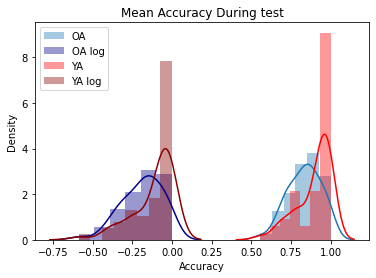 Mean Accuracy During test
OA
OA log
YA
YA log
Density
8
6
4
2
0
−0.75 −0.50 −0.25 0.00 0.25 0.50 0.75 1.00
Accuracy